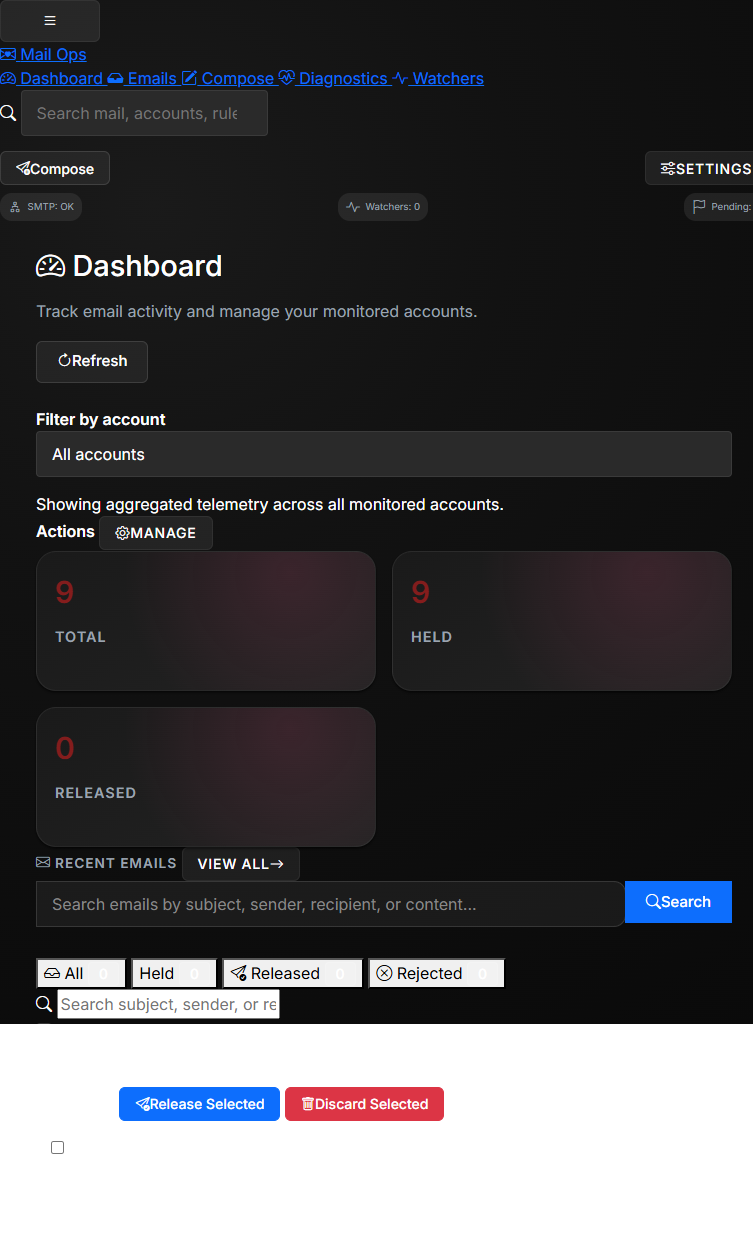 Mail Ops
Dashboard Emails Compose Diagnostics Watchers
Search mail, accounts, rule
Compose SETTINGS
SMTP: OK Watchers: 0 Pending:
Dashboard
Track email activity and manage your monitored accounts.
Refresh
Filter by account
All accounts
Showing aggregated telemetry across all monitored accounts.
Actions MANAGE
9 9
TOTAL HELD
0
RELEASED
RECENT EMAILS VIEW ALL→
Search emails by subject, sender, recipient, or content...
Search
All 0 Held 0 Released 0 Rejected 0
Search subject, sender, or re
Release Selected Discard Selected